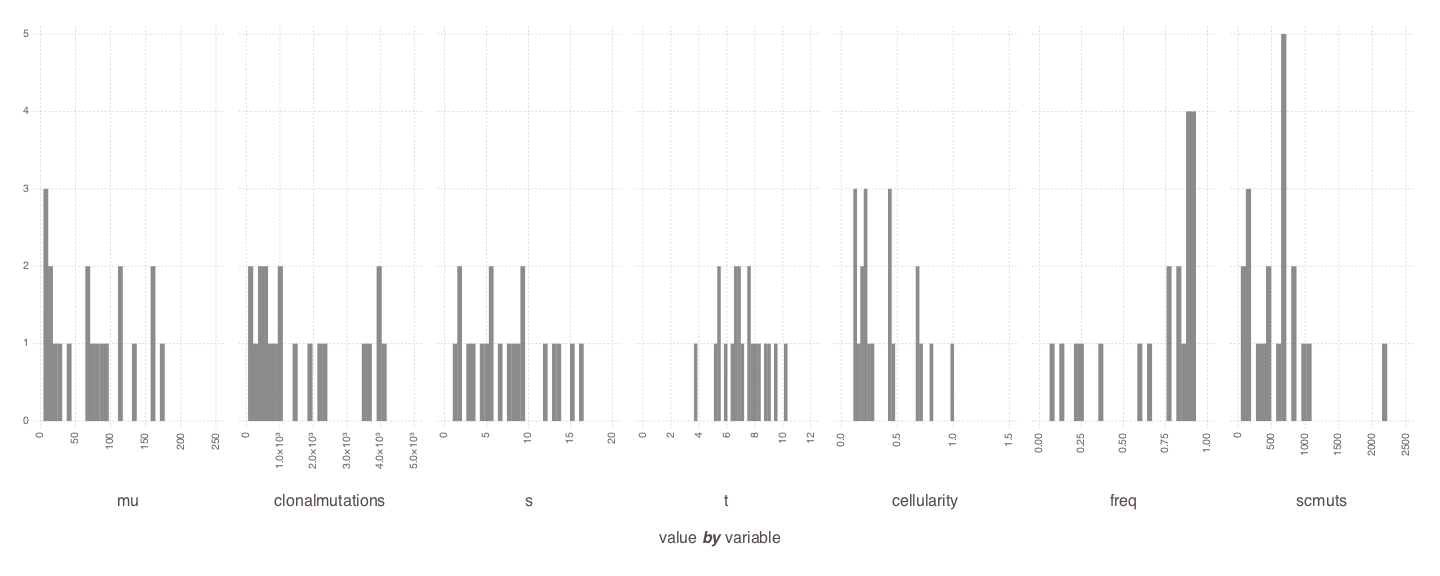 5
4
3
2
1
0
0 50 100 150 200 250
0 1.0×10³ 2.0×10³ 3.0×10³ 4.0×10³ 5.0×10³
0 5 10 15 20
0 2 4 6 8 10 12
0.0 0.5 1.0 1.5
0.00 0.25 0.50 0.75 1.00
0 500 1000 1500 2000 2500
mu clonalmutations s t cellularity freq scmuts
value by variable